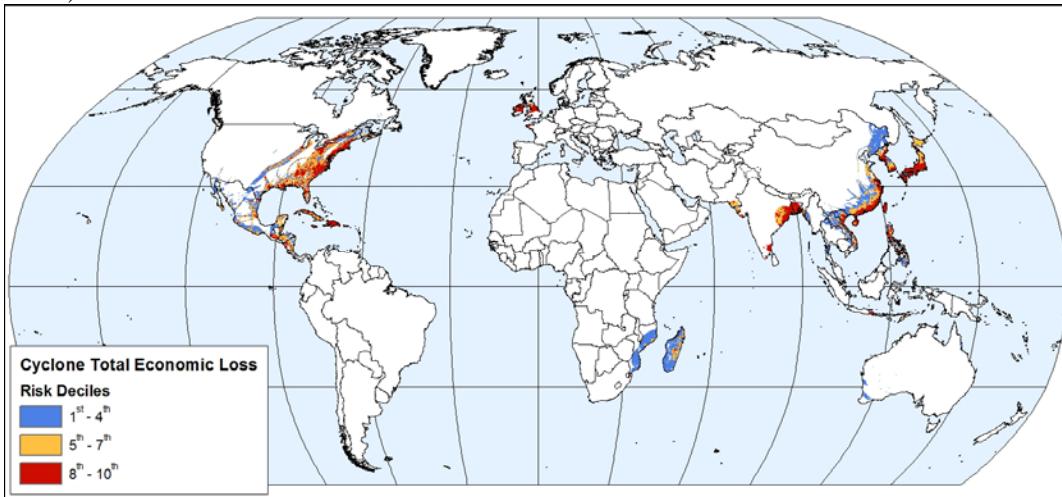 Cyclone Total Economic Loss
Risk Deciles
1st - 4th
5th - 7th
8th - 10th